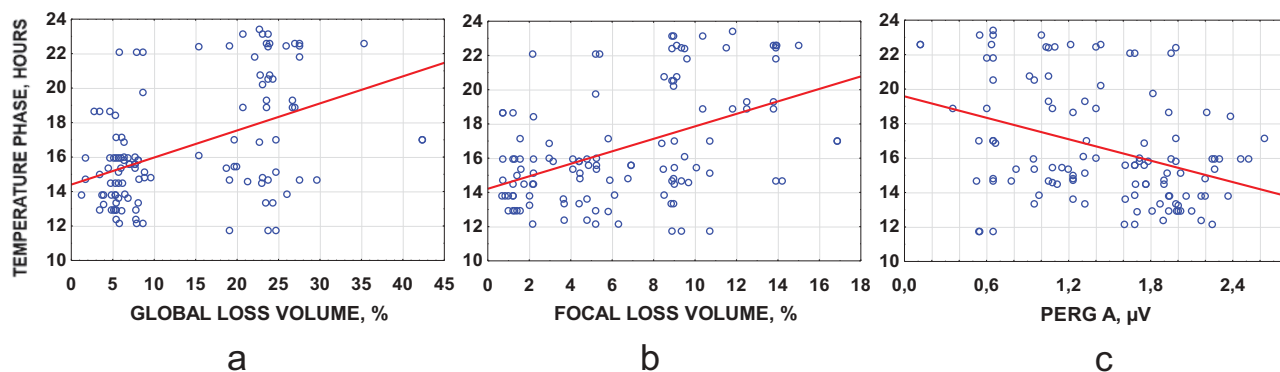 TEMPERATURE PHASE, HOURS
24
22
20
18
16
14
12
10
0 5 10 15 20 25 30 35 40 45
GLOBAL LOSS VOLUME, %
a
24
22
20
18
16
14
12
10
0 2 4 6 8 10 12 14 16 18
FOCAL LOSS VOLUME, %
b
24
22
20
18
16
14
12
10
0,0 0,6 1,2 1,8 2,4
PERG A, µV
c